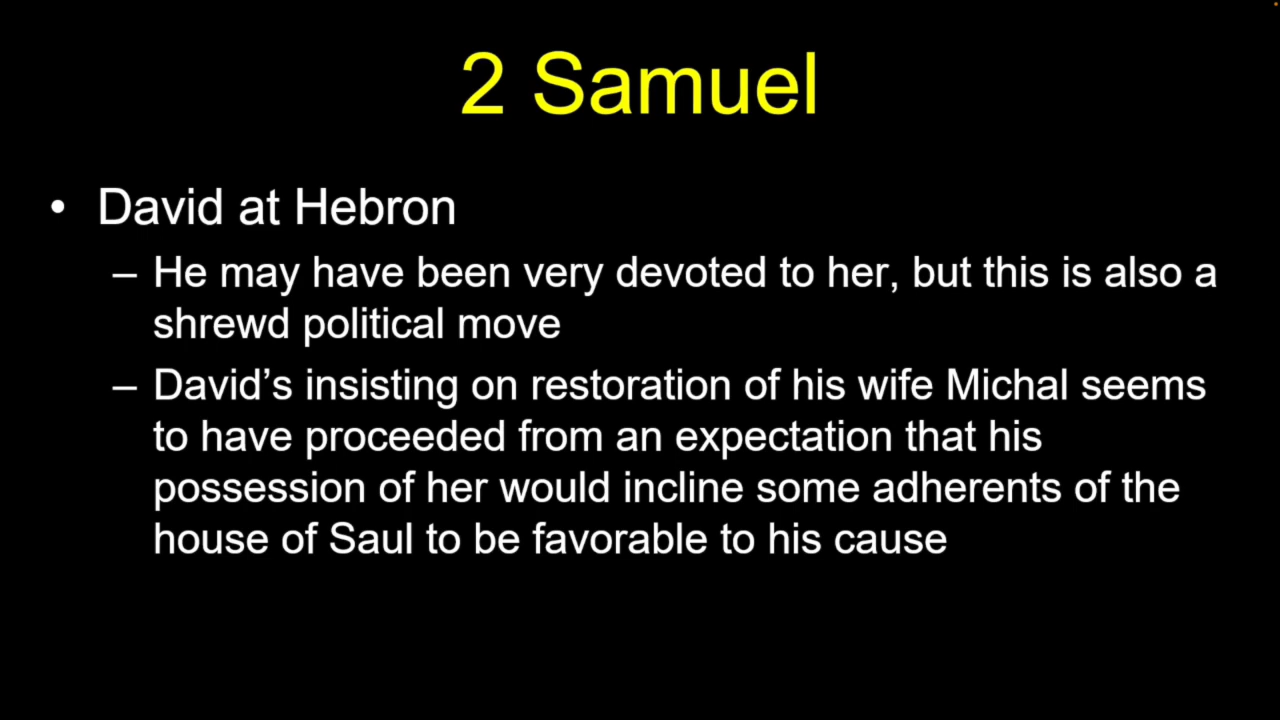 2 Samuel
• David at Hebron
– He may have been very devoted to her, but this is also a
shrewd political move
– David’s insisting on restoration of his wife Michal seems
to have proceeded from an expectation that his
possession of her would incline some adherents of the
house of Saul to be favorable to his cause